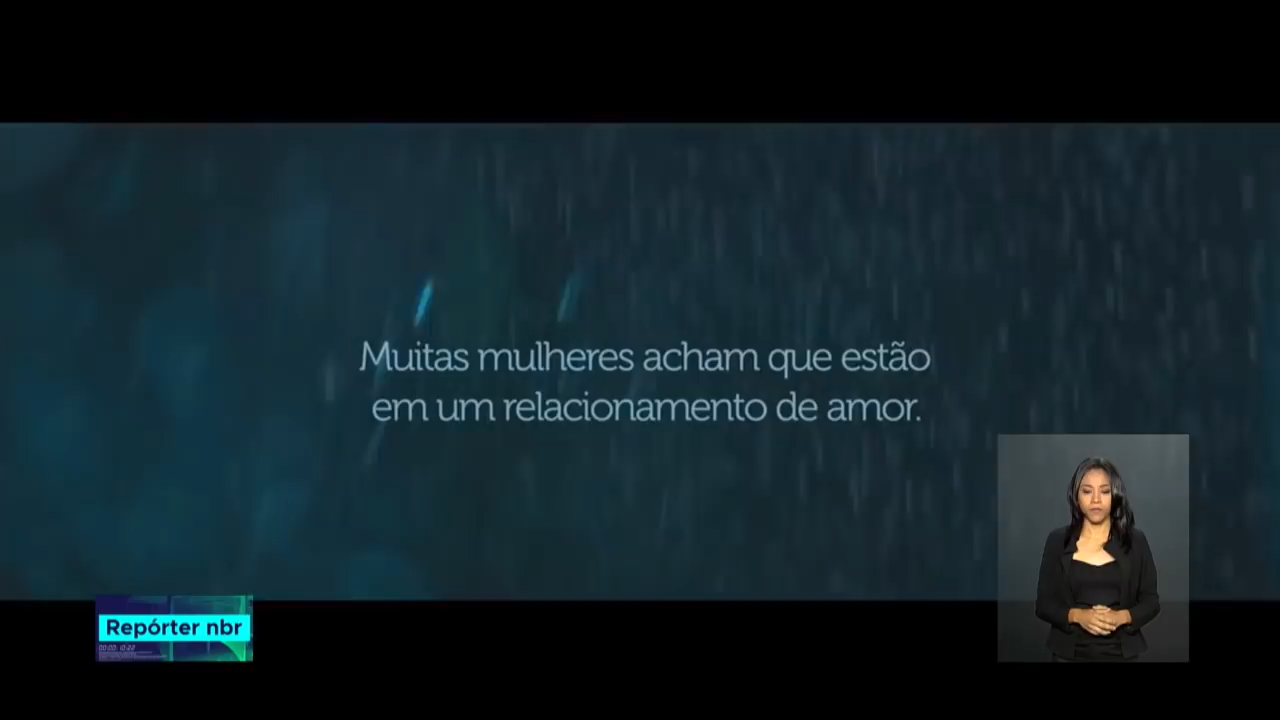 Muitas mulheres acham que estão
em um relacionamento de amor.
Repórter nbr